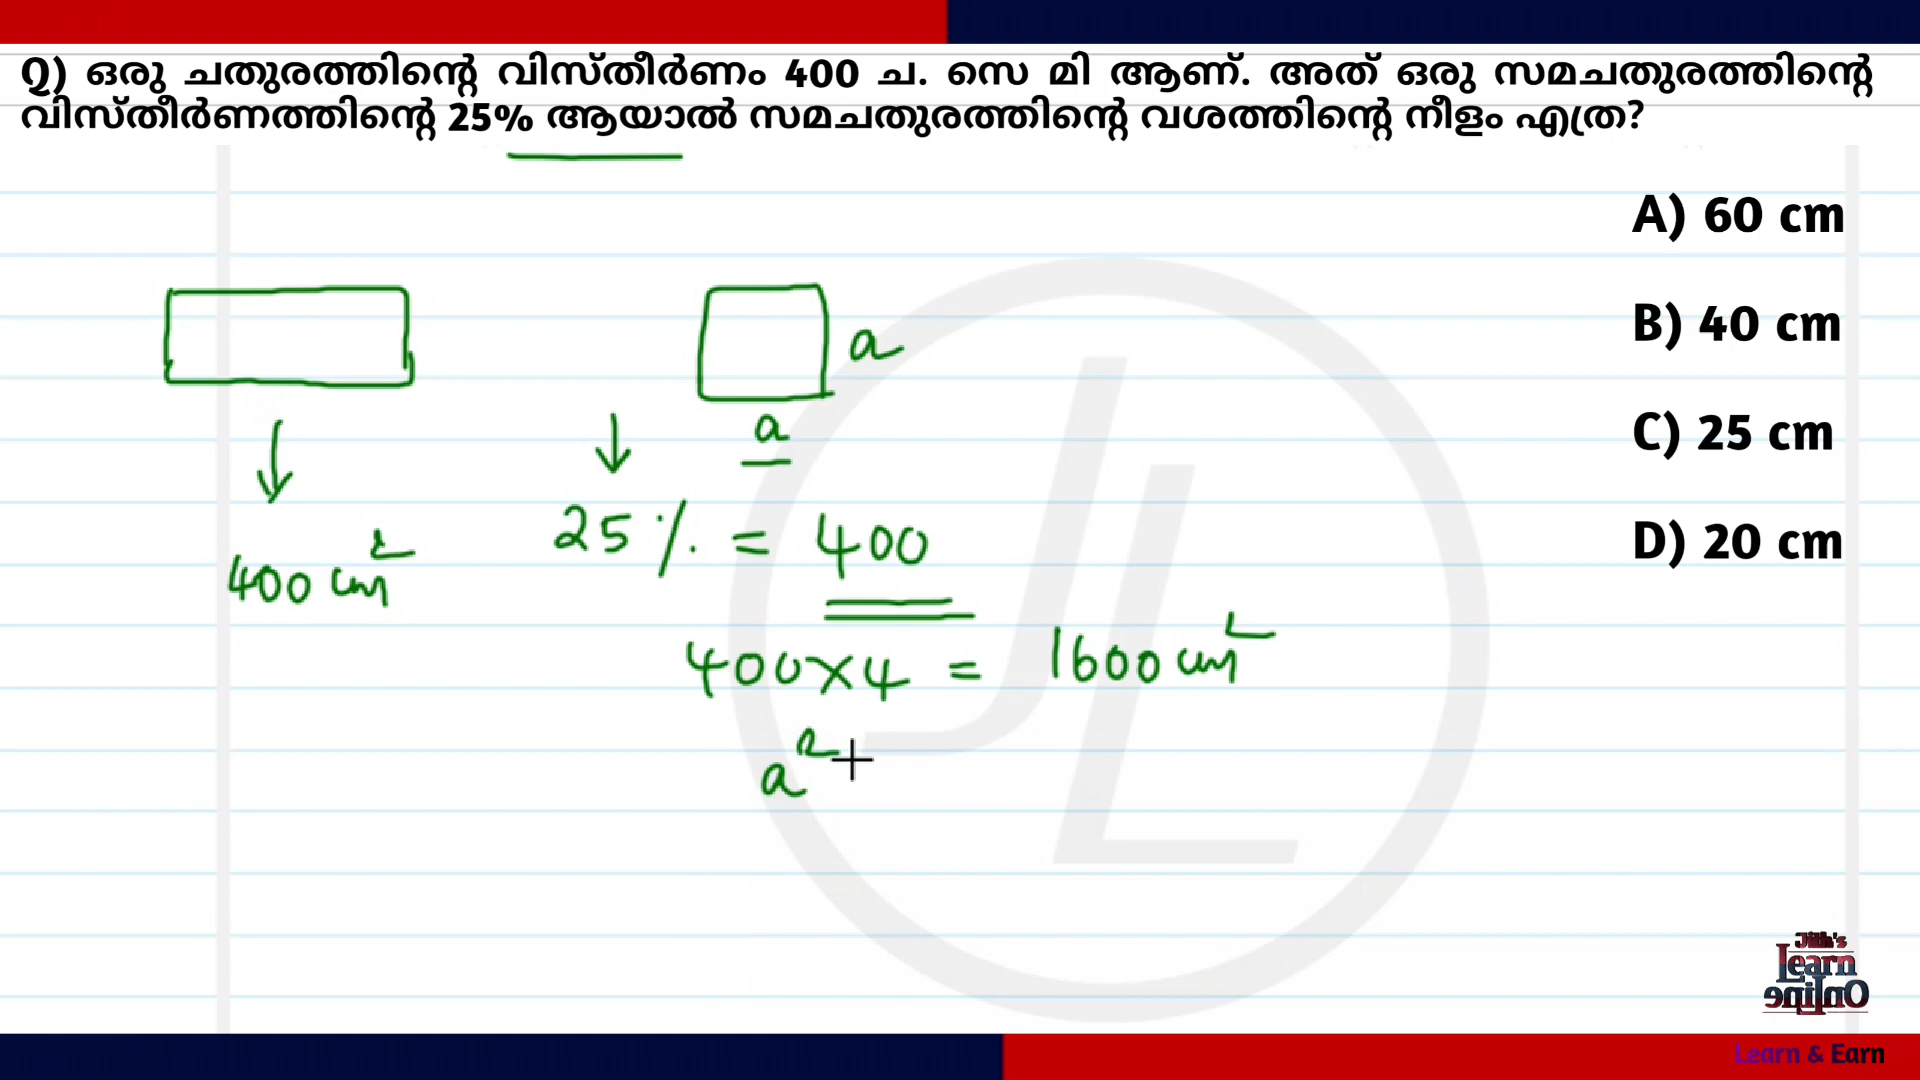 Q) ഒരു ചതുരത്തിന്റെ വിസ്തീർണം 400 ച. സെ മി ആണ്. അത് ഒരു സമചതുരത്തിന്റെ
വിസ്തീർണത്തിന്റെ 25% ആയാൽ സമചതുരത്തിന്റെ വശത്തിന്റെ നീളം എത്ര?
A) 60 cm
B) 40 cm
C) 25 cm
D) 20 cm
a
a
400 cm²
25 % = 400
400×4 = 1600 cm²
a²
JL
Jith's
Learn
Online
Learn & Earn